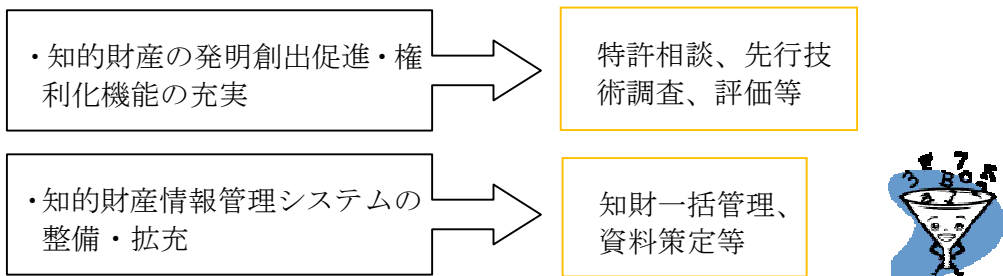 ・知的財産の発明創出促進・権
利化機能の充実
特許相談、先行技
術調査、評価等
・知的財産情報管理システムの
整備・拡充
知財一括管理、
資料策定等